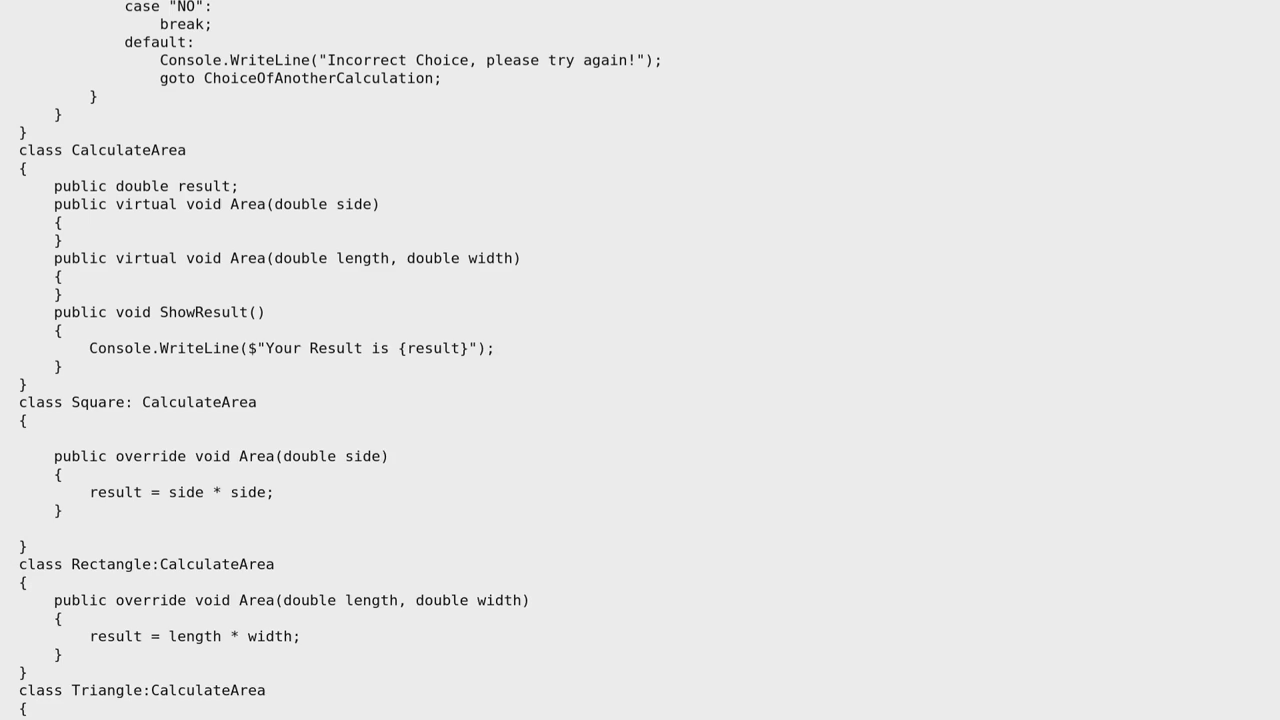 case "NO":
                break;
            default:
                Console.WriteLine("Incorrect Choice, please try again!");
                goto ChoiceOfAnotherCalculation;
        }
    }
}
class CalculateArea
{
    public double result;
    public virtual void Area(double side)
    {
    }
    public virtual void Area(double length, double width)
    {
    }
    public void ShowResult()
    {
        Console.WriteLine($"Your Result is {result}");
    }
}
class Square: CalculateArea
{

    public override void Area(double side)
    {
        result = side * side;
    }

}
class Rectangle:CalculateArea
{
    public override void Area(double length, double width)
    {
        result = length * width;
    }
}
class Triangle:CalculateArea
{